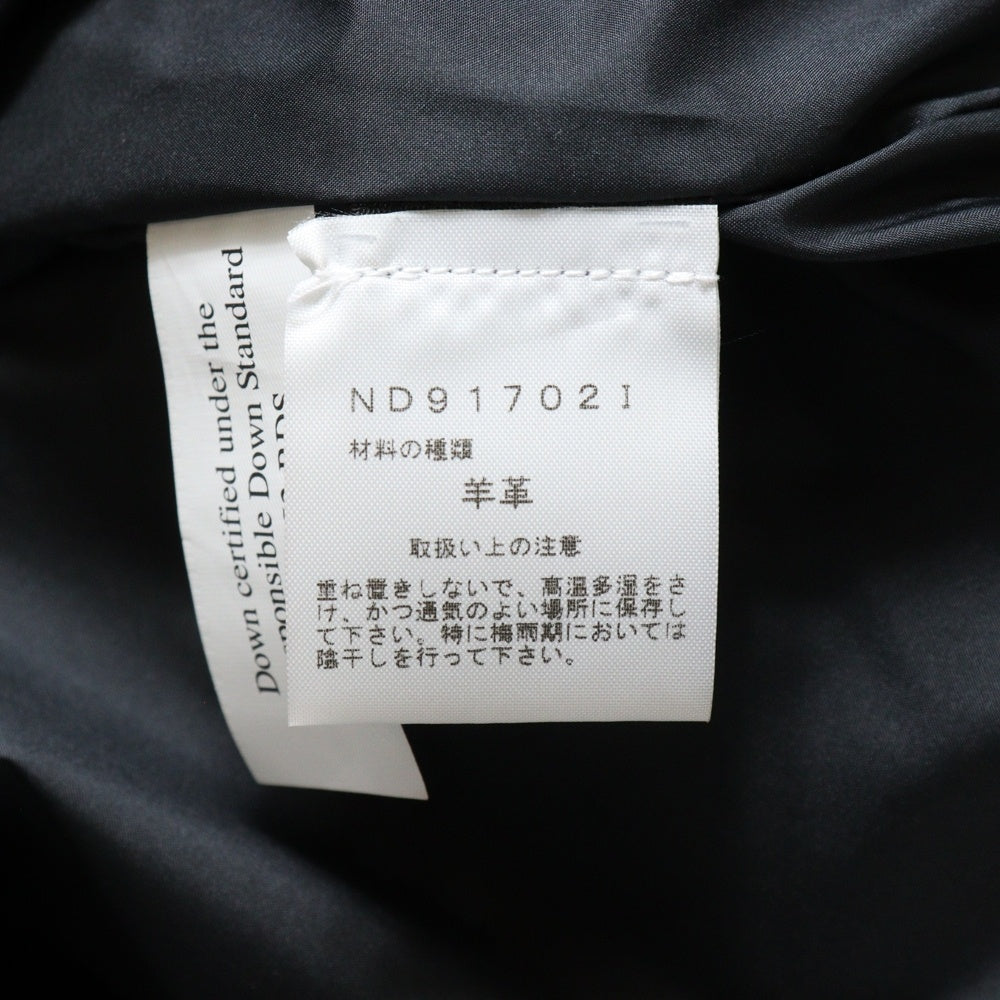 Down certified under the
ponsible Down Standard
RDS
ND91702I
材料の種類
羊革
取扱い上の注意
重ね置きしないで、高温多湿をさ
け、かつ通気のよい場所に保存し
て下さい。特に梅雨期においては
陰干しを行って下さい。